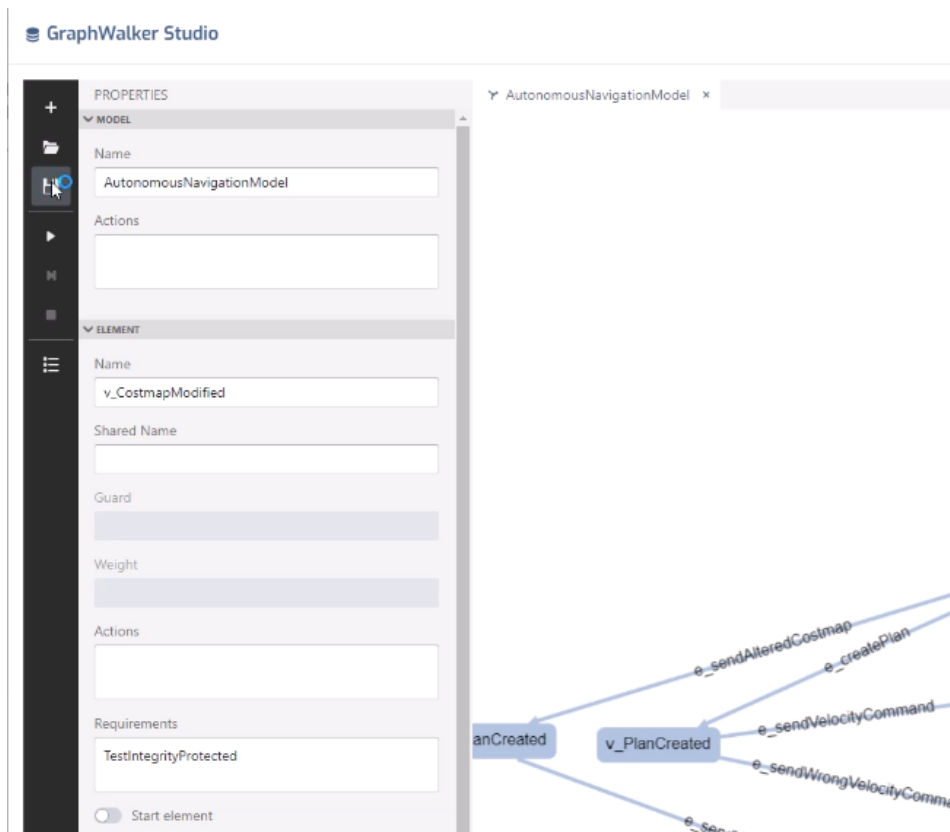 GraphWalker Studio
PROPERTIES
MODEL
Name
AutonomousNavigationModel
Actions
ELEMENT
Name
v_CostmapModified
Shared Name
Guard
Weight
Actions
Requirements
TestIntegrityProtected
Start element
AutonomousNavigationModel ×
e_sendAlteredCostmap
e_createPlan
e_sendVelocityCommand
anCreated
v_PlanCreated
e_sendWrongVelocityComma